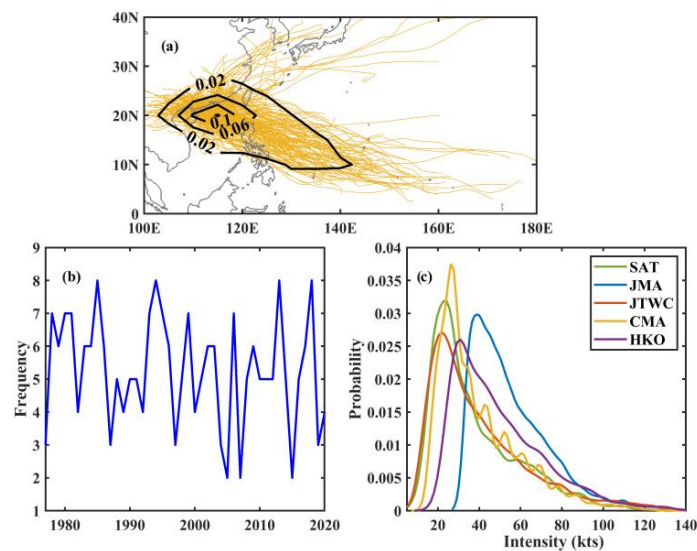 40N
(a)
30N
0.02
20N
0.1
0.06
0.02
10N
0
100E 120E 140E 160E 180E
9
(b)
8
7
6
5
4
3
2
1
Frequency
1980 1990 2000 2010 2020
0.04
(c)
0.035
0.03
0.025
0.02
0.015
0.01
0.005
0
Probability
SAT
JMA
JTWC
CMA
HKO
20 40 60 80 100 120 140
Intensity (kts)